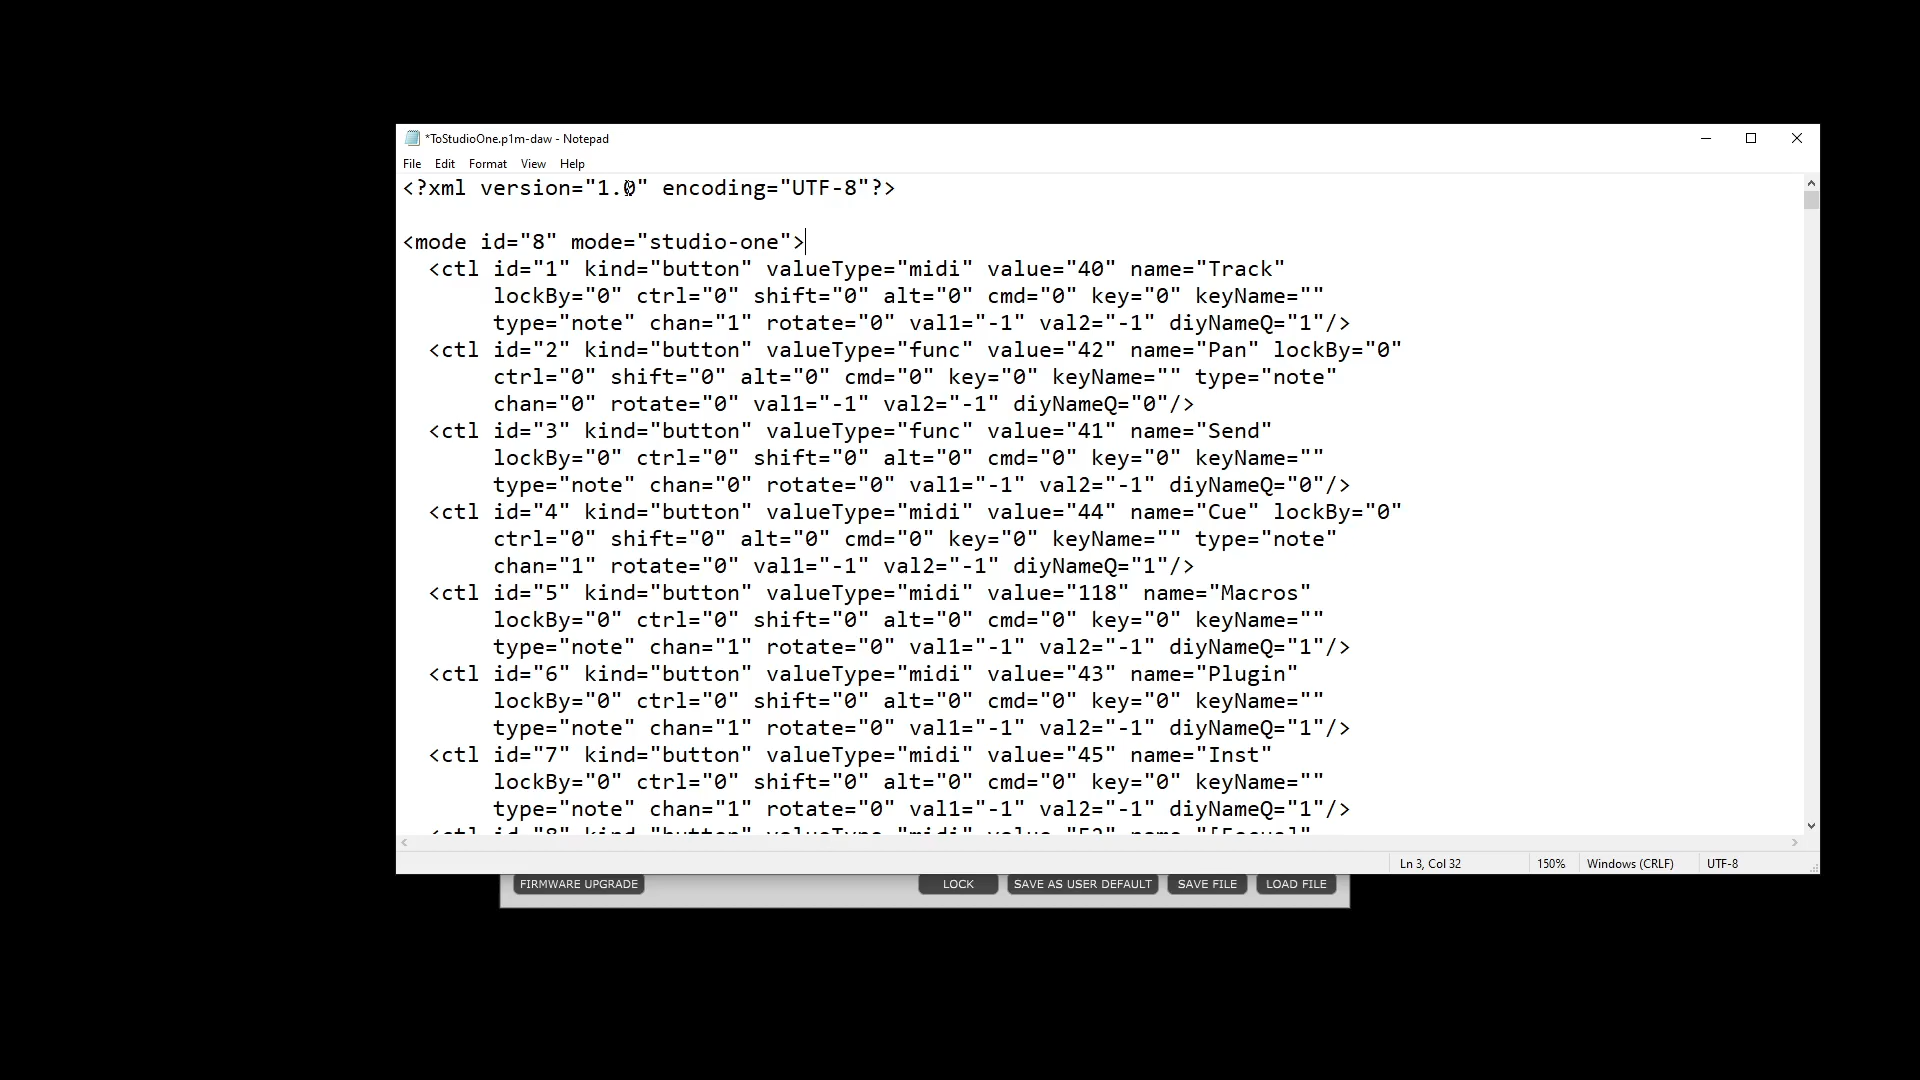 *ToStudioOne.p1m-daw - Notepad
File Edit Format View Help
<?xml version="1.0" encoding="UTF-8"?>
<mode id="8" mode="studio-one">
<ctl id="1" kind="button" valueType="midi" value="40" name="Track"
lockBy="0" ctrl="0" shift="0" alt="0" cmd="0" key="0" keyName=""
type="note" chan="1" rotate="0" val1="-1" val2="-1" diyNameQ="1"/>
<ctl id="2" kind="button" valueType="func" value="42" name="Pan" lockBy="0"
ctrl="0" shift="0" alt="0" cmd="0" key="0" keyName="" type="note"
chan="0" rotate="0" val1="-1" val2="-1" diyNameQ="0"/>
<ctl id="3" kind="button" valueType="func" value="41" name="Send"
lockBy="0" ctrl="0" shift="0" alt="0" cmd="0" key="0" keyName=""
type="note" chan="0" rotate="0" val1="-1" val2="-1" diyNameQ="0"/>
<ctl id="4" kind="button" valueType="midi" value="44" name="Cue" lockBy="0"
ctrl="0" shift="0" alt="0" cmd="0" key="0" keyName="" type="note"
chan="1" rotate="0" val1="-1" val2="-1" diyNameQ="1"/>
<ctl id="5" kind="button" valueType="midi" value="118" name="Macros"
lockBy="0" ctrl="0" shift="0" alt="0" cmd="0" key="0" keyName=""
type="note" chan="1" rotate="0" val1="-1" val2="-1" diyNameQ="1"/>
<ctl id="6" kind="button" valueType="midi" value="43" name="Plugin"
lockBy="0" ctrl="0" shift="0" alt="0" cmd="0" key="0" keyName=""
type="note" chan="1" rotate="0" val1="-1" val2="-1" diyNameQ="1"/>
<ctl id="7" kind="button" valueType="midi" value="45" name="Inst"
lockBy="0" ctrl="0" shift="0" alt="0" cmd="0" key="0" keyName=""
type="note" chan="1" rotate="0" val1="-1" val2="-1" diyNameQ="1"/>
Ln 3, Col 32 150% Windows (CRLF) UTF-8
FIRMWARE UPGRADE LOCK SAVE AS USER DEFAULT SAVE FILE LOAD FILE